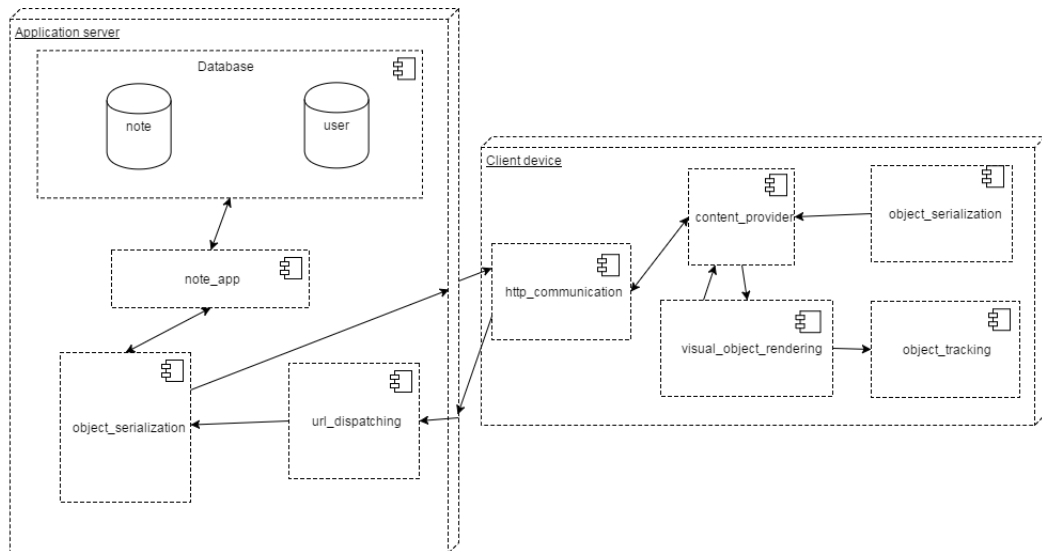 Application server
Database
note
user
note_app
object_serialization
url_dispatching
Client device
content_provider
object_serialization
http_communication
visual_object_rendering
object_tracking